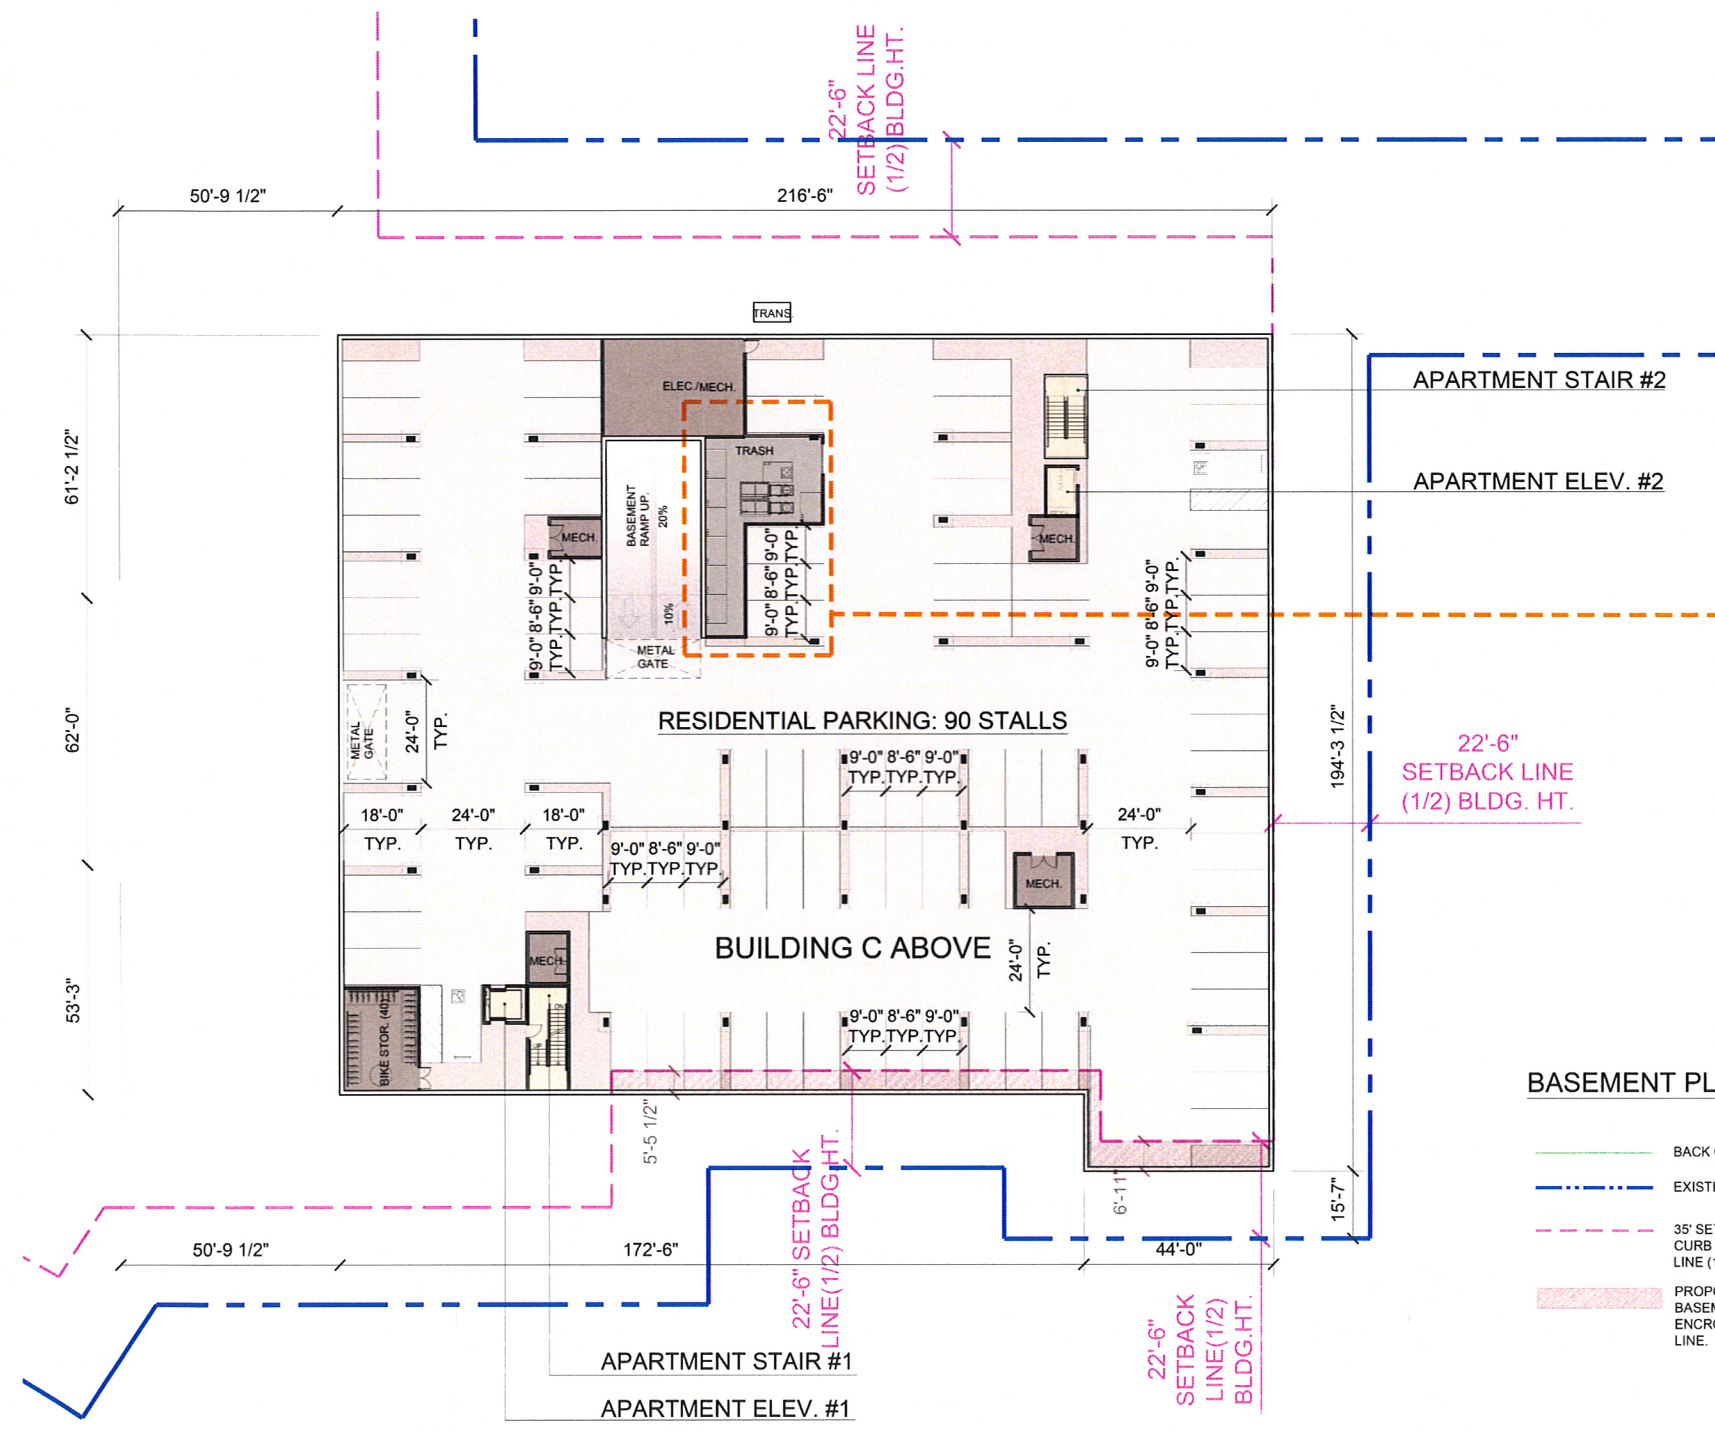 22'-6"
SETBACK LINE
(1/2) BLDG.HT.
50'-9 1/2"
216'-6"
TRANS.
APARTMENT STAIR #2
ELEC./MECH.
61'-2 1/2"
TRASH
APARTMENT ELEV. #2
BASEMENT
RAMP UP.
20%
MECH.
MECH.
9'-0" 8'-6" 9'-0"
TYP. TYP. TYP.
9'-0" 8'-6" 9'-0"
TYP. TYP. TYP.
9'-0" 8'-6" 9'-0"
TYP. TYP. TYP.
10%
METAL
GATE
62'-0"
METAL
GATE
24'-0"
TYP.
RESIDENTIAL PARKING: 90 STALLS
194'-3 1/2"
22'-6"
SETBACK LINE
(1/2) BLDG. HT.
9'-0" 8'-6" 9'-0"
TYP. TYP. TYP.
18'-0"
TYP.
24'-0"
TYP.
18'-0"
TYP.
24'-0"
TYP.
9'-0" 8'-6" 9'-0"
TYP. TYP. TYP.
MECH.
BUILDING C ABOVE
24'-0"
TYP.
MECH.
53'-3"
BIKE STOR. (40)
9'-0" 8'-6" 9'-0"
TYP. TYP. TYP.
BASEMENT PL
5'-5 1/2"
22'-6" SETBACK
LINE(1/2) BLDG.HT.
6'-11"
15'-7"
BACK
EXISTI
35' SET
CURB
LINE (1
PROPO
BASEM
ENCRO
LINE.
50'-9 1/2"
172'-6"
44'-0"
22'-6"
SETBACK
LINE(1/2)
BLDG.HT.
APARTMENT STAIR #1
APARTMENT ELEV. #1